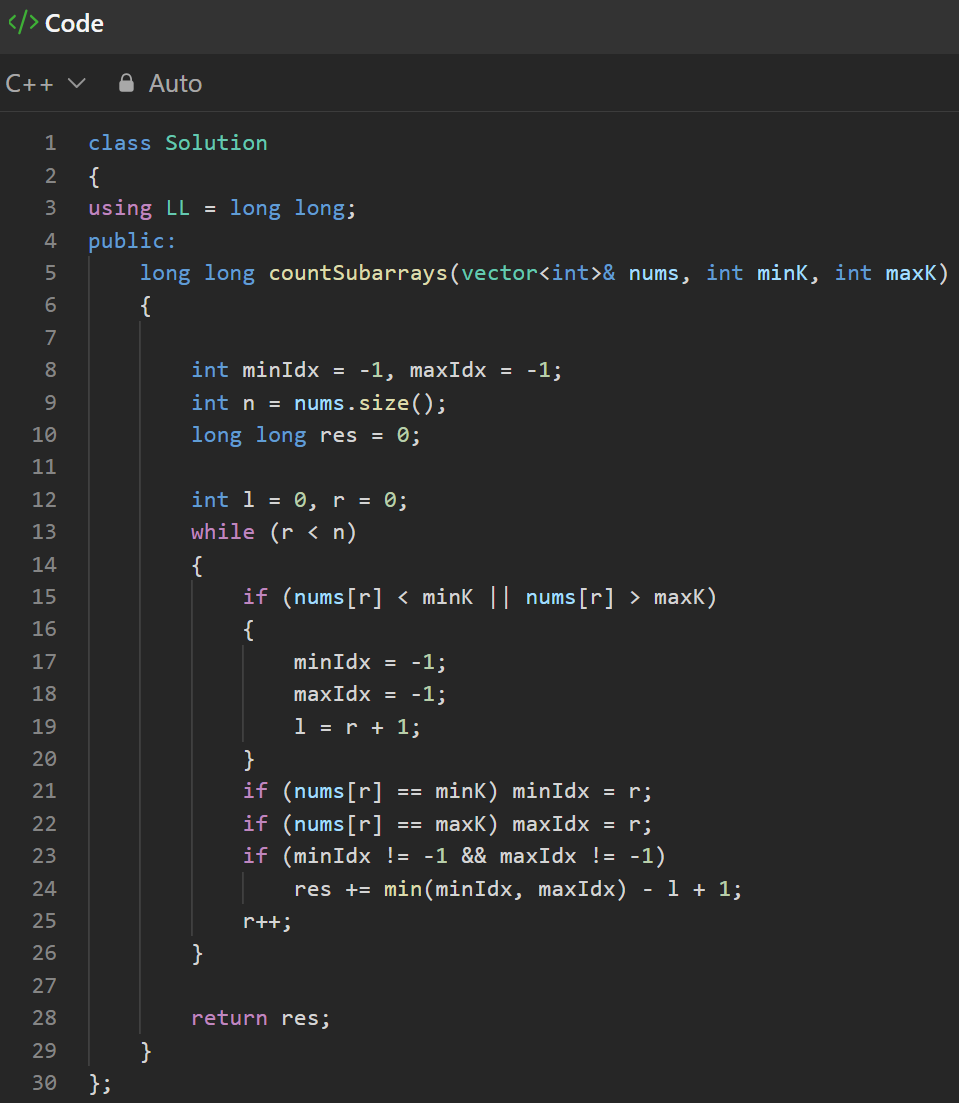 </> Code
C++ Auto
1 class Solution
2 {
3 using LL = long long;
4 public:
5     long long countSubarrays(vector<int>& nums, int minK, int maxK)
6     {
7
8         int minIdx = -1, maxIdx = -1;
9         int n = nums.size();
10         long long res = 0;
11
12         int l = 0, r = 0;
13         while (r < n)
14         {
15             if (nums[r] < minK || nums[r] > maxK)
16             {
17                 minIdx = -1;
18                 maxIdx = -1;
19                 l = r + 1;
20             }
21             if (nums[r] == minK) minIdx = r;
22             if (nums[r] == maxK) maxIdx = r;
23             if (minIdx != -1 && maxIdx != -1)
24                 res += min(minIdx, maxIdx) - l + 1;
25             r++;
26         }
27
28         return res;
29     }
30 };